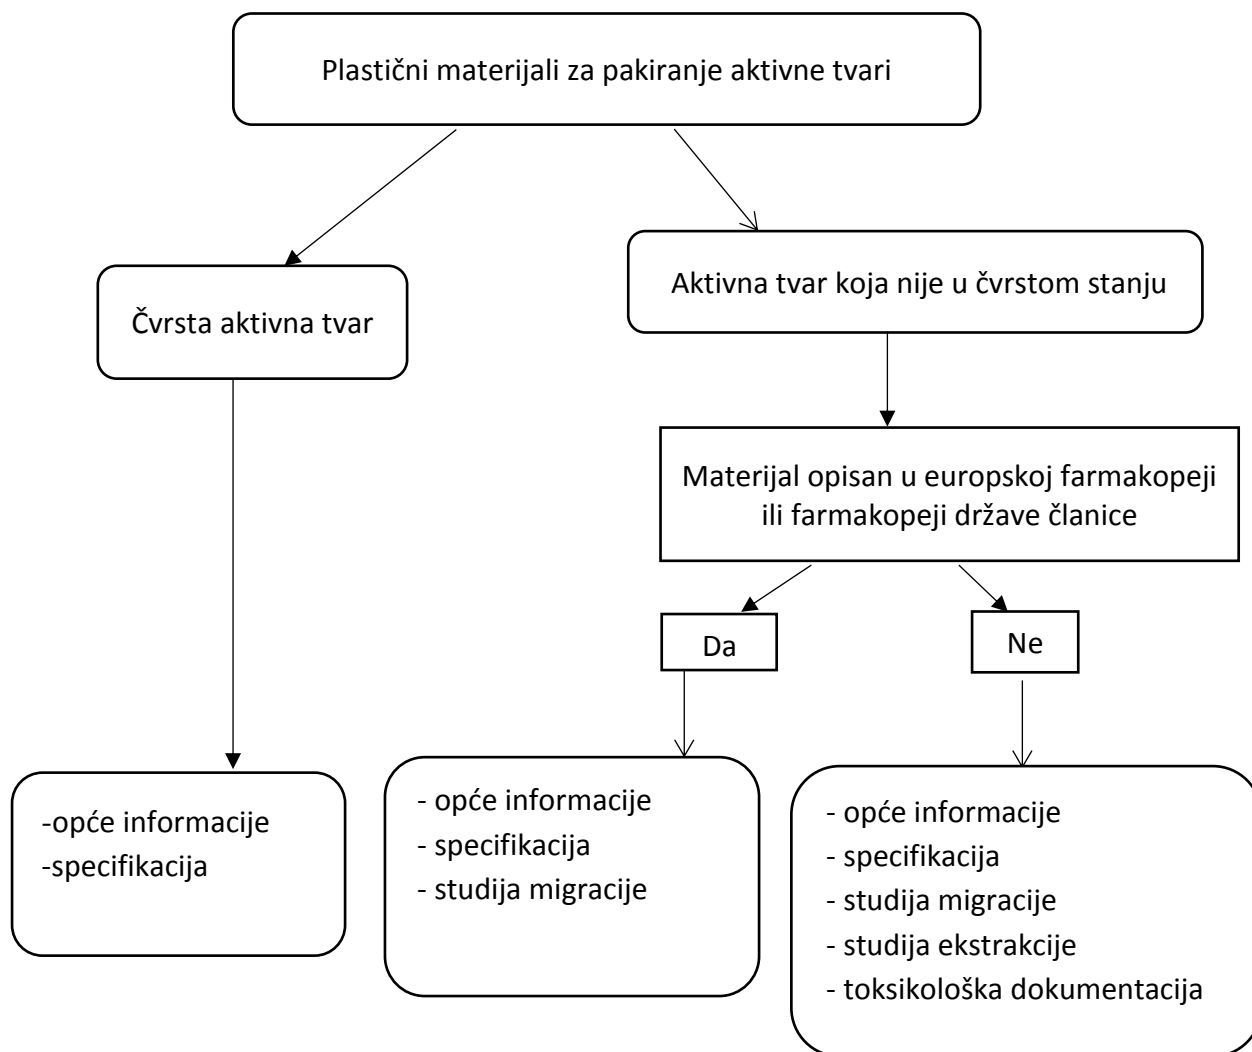 Plastični materijali za pakiranje aktivne tvari
Čvrsta aktivna tvar
Aktivna tvar koja nije u čvrstom stanju
Materijal opisan u europskoj farmakopeji
ili farmakopeji države članice
Da
Ne
-opće informacije
-specifikacija
- opće informacije
- specifikacija
- studija migracije
- opće informacije
- specifikacija
- studija migracije
- studija ekstrakcije
- toksikološka dokumentacija